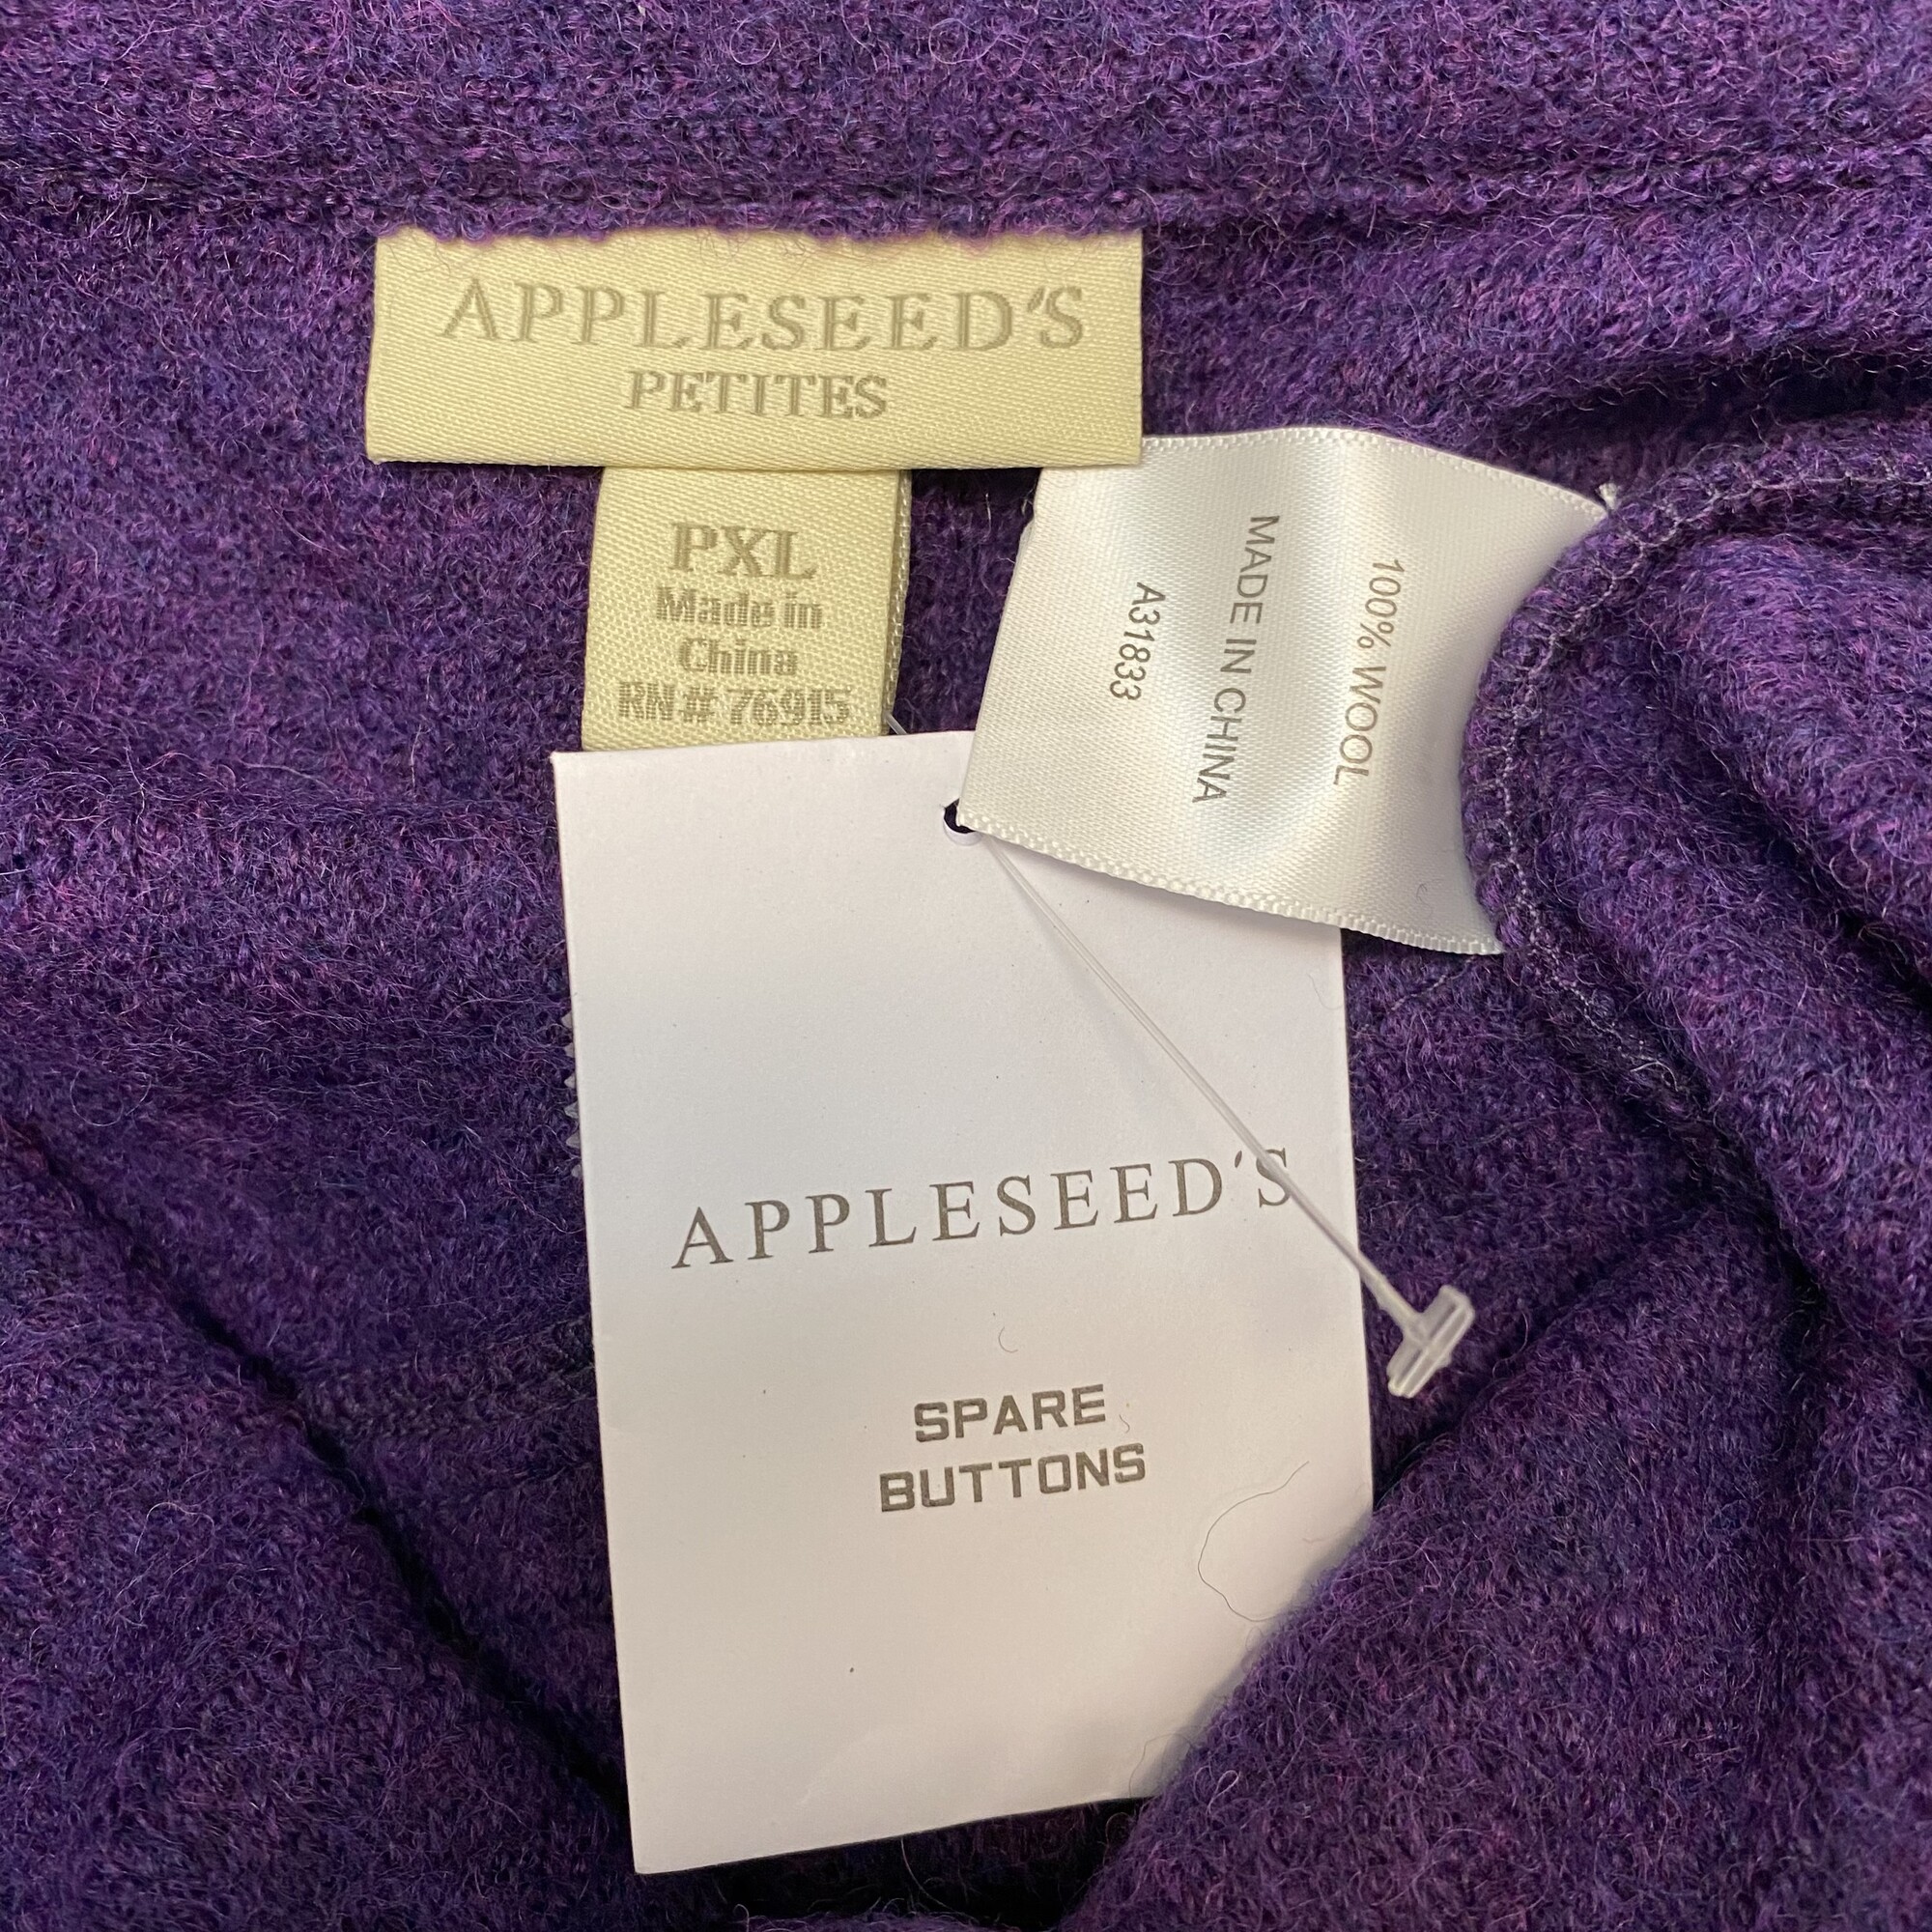 APPLESEED'S
PETITES
PXL
Made in
China
RN# 76915
100% WOOL
MADE IN CHINA
A31833
APPLESEED'S
SPARE
BUTTONS